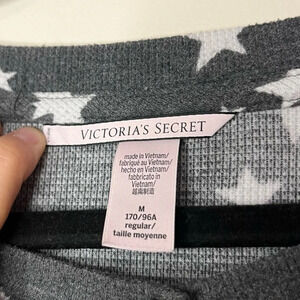 VICTORIA'S SECRET
made in Vietnam/
fabriqué au Vietnam/
hecho en Vietnam/
fabbricato in
Vietnam/
越南制造
M
170/96A
regular/
taille moyenne